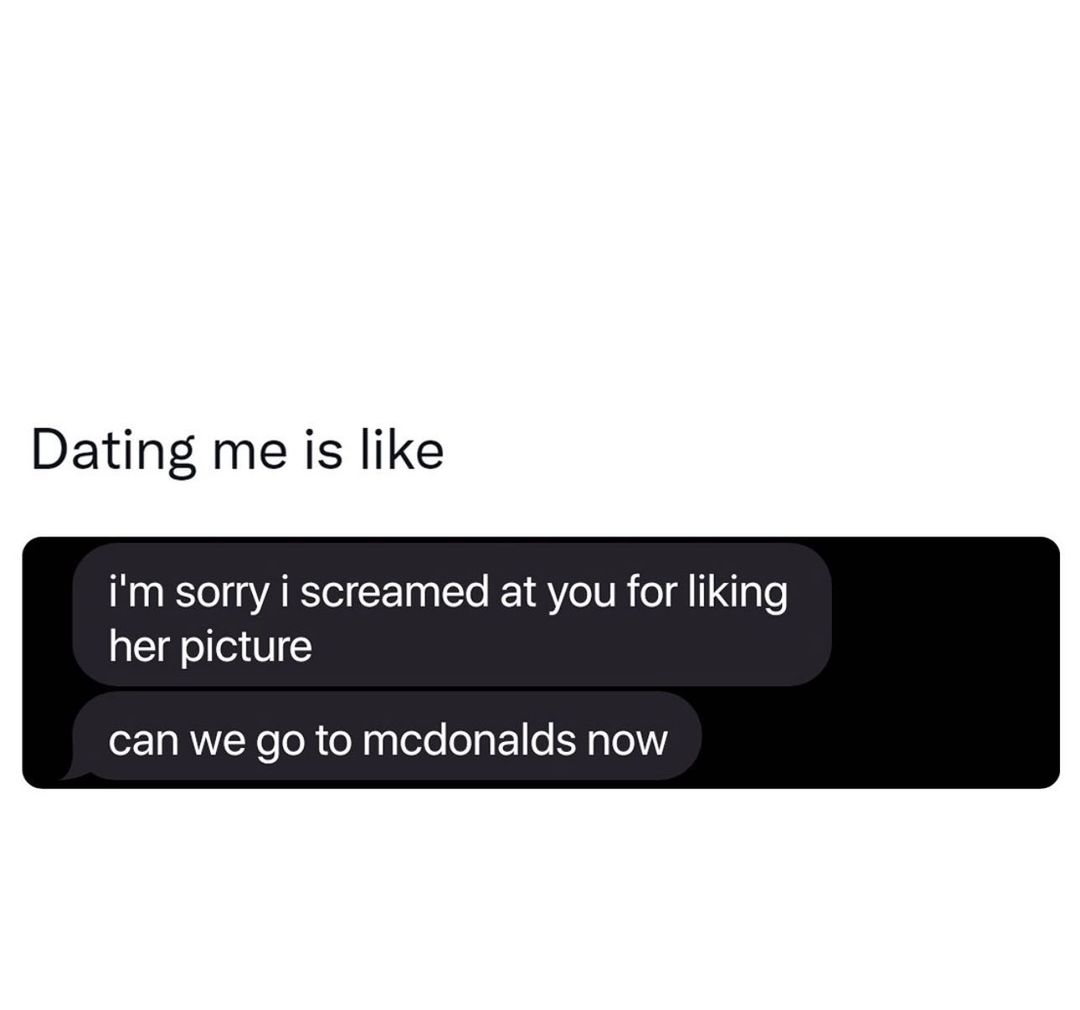 Dating me is like
i'm sorry i screamed at you for liking
her picture
can we go to mcdonalds now